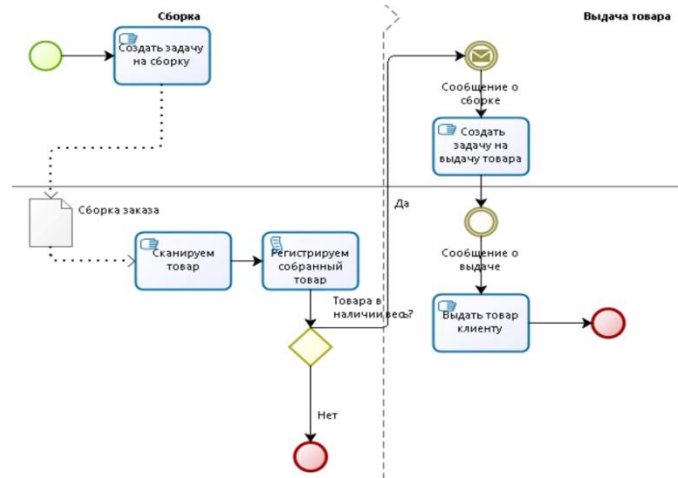 Сборка
Выдача товара
Создать задачу
на сборку
Сообщение о
сборке
Создать
задачу на
выдачу товара
Сборка заказа
Да
Сканируем
товар
Регистрируем
собранный
товар
Сообщение о
выдаче
Товара в
наличии весь?
Выдать товар
клиенту
Нет